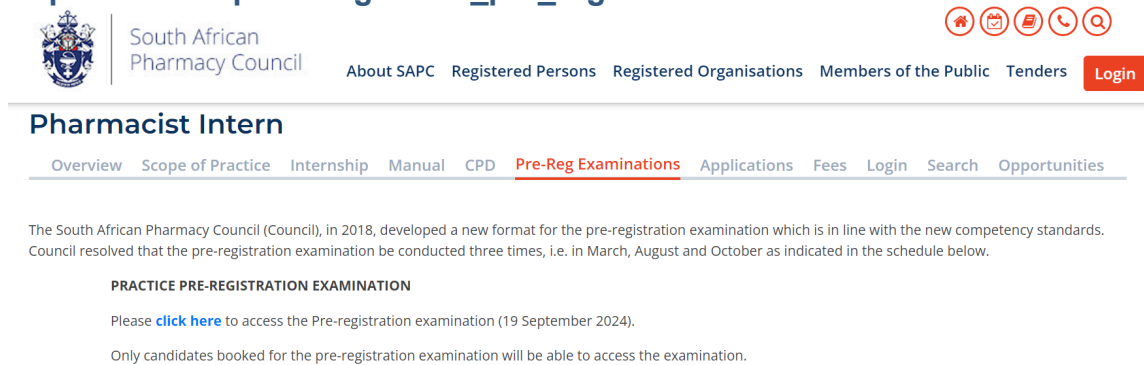 South African
Pharmacy Council
About SAPC Registered Persons Registered Organisations Members of the Public Tenders Login
Pharmacist Intern
Overview Scope of Practice Internship Manual CPD Pre-Reg Examinations Applications Fees Login Search Opportunities
The South African Pharmacy Council (Council), in 2018, developed a new format for the pre-registration examination which is in line with the new competency standards.
Council resolved that the pre-registration examination be conducted three times, i.e. in March, August and October as indicated in the schedule below.
PRACTICE PRE-REGISTRATION EXAMINATION
Please click here to access the Pre-registration examination (19 September 2024).
Only candidates booked for the pre-registration examination will be able to access the examination.